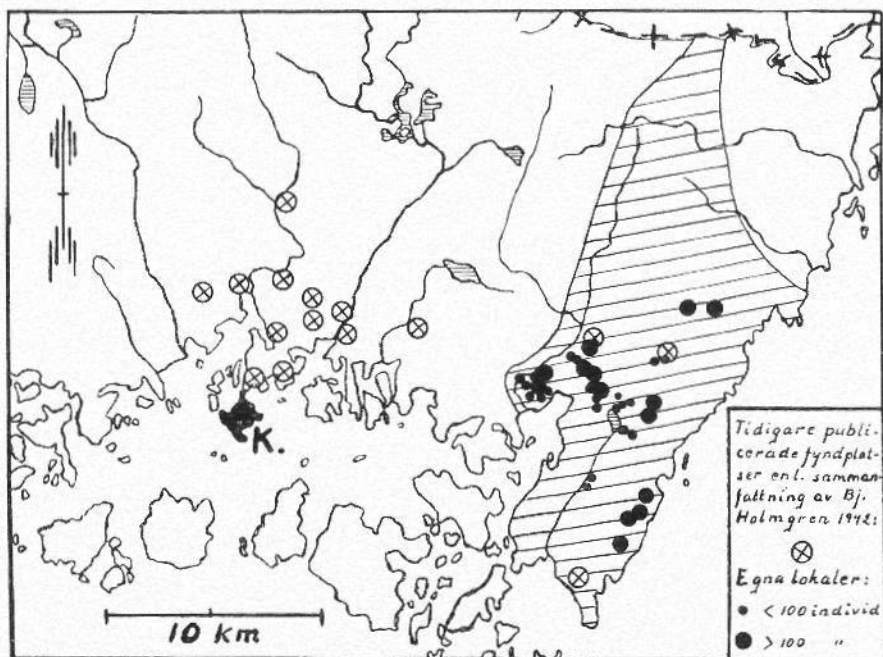 K.
10 km
Tidigare publi-
cerade fyndplat-
ser enl. samman-
fattning av Bj.
Holmgren 1942:
Egna lokaler:
< 100 individ
> 100 "